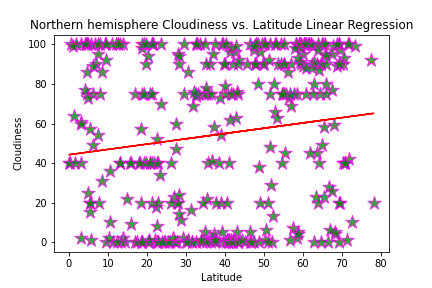 Northern hemisphere Cloudiness vs. Latitude Linear Regression
100
80
60
40
20
0
Cloudiness
0 10 20 30 40 50 60 70 80
Latitude